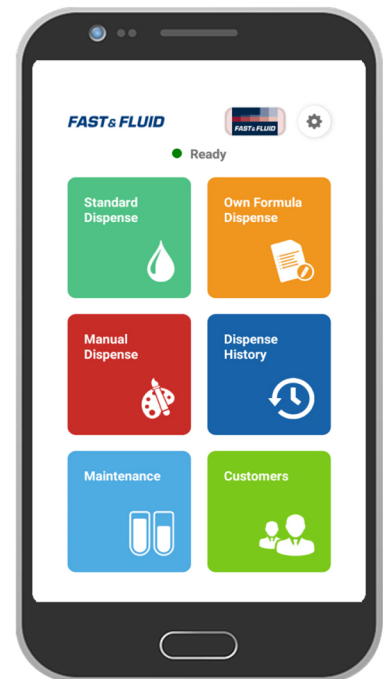 FAST & FLUID
FAST & FLUID
Ready
Standard
Dispense
Own Formula
Dispense
Manual
Dispense
Dispense
History
Maintenance
Customers